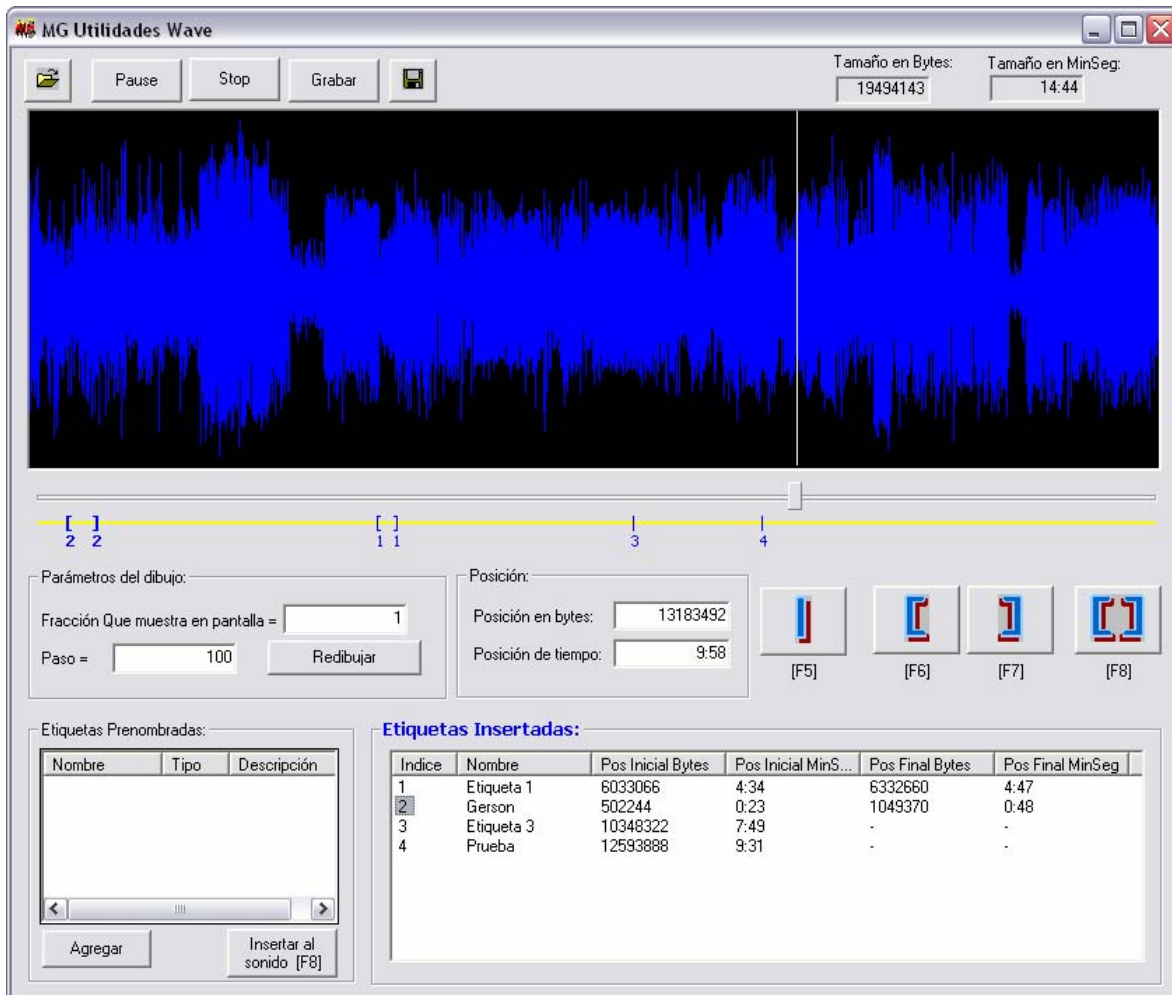 MG Utilidades Wave
Pause Stop Grabar
Tamaño en Bytes: Tamaño en MinSeg:
19494143 14:44
[ ] [ ] | |
2 2 1 1 3 4
Parámetros del dibujo:
Fracción Que muestra en pantalla = 1
Paso = 100 Redibujar
Posición:
Posición en bytes: 13183492
Posición de tiempo: 9:58
[F5] [F6] [F7] [F8]
Etiquetas Prenombradas:
Nombre Tipo Descripción
Agregar
Insertar al
sonido [F8]
Etiquetas Insertadas:
Indice Nombre Pos Inicial Bytes Pos Inicial MinS... Pos Final Bytes Pos Final MinSeg
1 Etiqueta 1 6033066 4:34 6332660 4:47
2 Gerson 502244 0:23 1049370 0:48
3 Etiqueta 3 10348322 7:49 - -
4 Prueba 12593888 9:31 - -